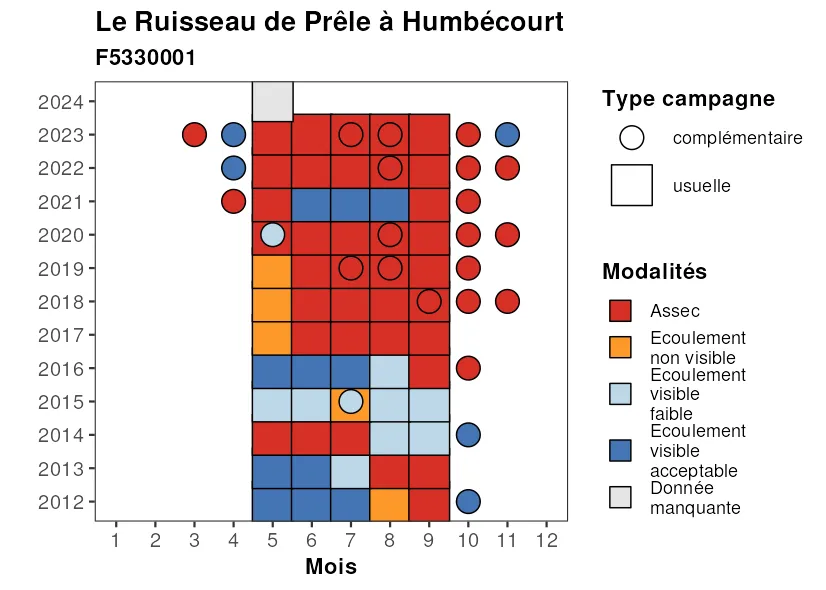 Le Ruisseau de Prêle à Humbécourt
F5330001
2024
2023
2022
2021
2020
2019
2018
2017
2016
2015
2014
2013
2012
1 2 3 4 5 6 7 8 9 10 11 12
Mois
Type campagne
complémentaire
usuelle
Modalités
Assec
Ecoulement
non visible
Ecoulement
visible
faible
Ecoulement
visible
acceptable
Donnée
manquante